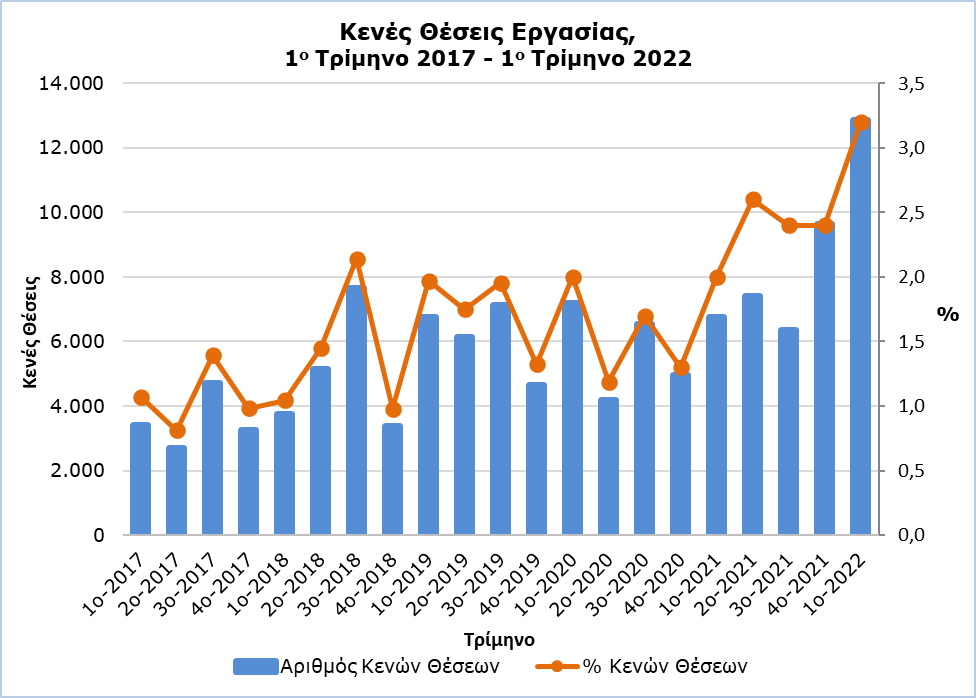 Κενές Θέσεις Εργασίας,
1ο Τρίμηνο 2017 - 1ο Τρίμηνο 2022
14.000
12.000
10.000
8.000
6.000
4.000
2.000
0
Κενές Θέσεις
3,5
3,0
2,5
2,0
1,5
1,0
0,5
0,0
%
1ο-2017
2ο-2017
3ο-2017
4ο-2017
1ο-2018
2ο-2018
3ο-2018
4ο-2018
1ο-2019
2ο-2019
3ο-2019
4ο-2019
1ο-2020
2ο-2020
3ο-2020
4ο-2020
1ο-2021
2ο-2021
3ο-2021
4ο-2021
1ο-2022
Τρίμηνο
Αριθμός Κενών Θέσεων
% Κενών Θέσεων